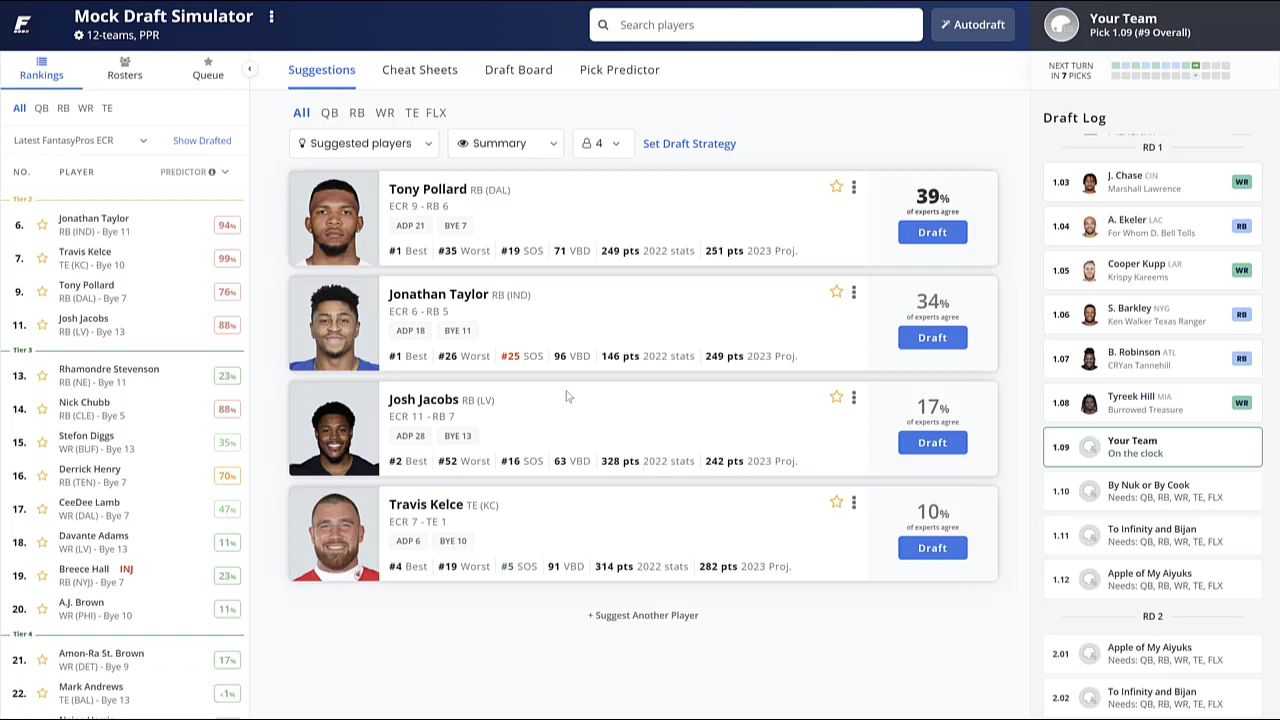 Mock Draft Simulator
12-teams, PPR
Search players
Autodraft
Your Team
Pick 1.09 (#9 Overall)
Rankings
Rosters
Queue
Suggestions
Cheat Sheets
Draft Board
Pick Predictor
NEXT TURN
IN 7 PICKS
All QB RB WR TE
Latest FantasyPros ECR
Show Drafted
NO. PLAYER PREDICTOR
Tier 2
6. Jonathan Taylor
RB (IND) - Bye 11
94%
7. Travis Kelce
TE (KC) - Bye 10
99%
9. Tony Pollard
RB (DAL) - Bye 7
76%
11. Josh Jacobs
RB (LV) - Bye 13
88%
Tier 3
13. Rhamondre Stevenson
RB (NE) - Bye 11
23%
14. Nick Chubb
RB (CLE) - Bye 5
88%
15. Stefon Diggs
WR (BUF) - Bye 13
35%
16. Derrick Henry
RB (TEN) - Bye 7
70%
17. CeeDee Lamb
WR (DAL) - Bye 7
47%
18. Davante Adams
WR (LV) - Bye 13
11%
19. Breece Hall INJ
RB (NYJ) - Bye 7
23%
20. A.J. Brown
WR (PHI) - Bye 10
11%
Tier 4
21. Amon-Ra St. Brown
WR (DET) - Bye 9
17%
22. Mark Andrews
TE (BAL) - Bye 13
<1%
All QB RB WR TE FLX
Suggested players
Summary
4
Set Draft Strategy
Tony Pollard RB (DAL)
ECR 9 - RB 6
ADP 21 BYE 7
#1 Best #35 Worst #19 SOS 71 VBD 249 pts 2022 stats 251 pts 2023 Proj.
39%
of experts agree
Draft
Jonathan Taylor RB (IND)
ECR 6 - RB 5
ADP 18 BYE 11
#1 Best #26 Worst #25 SOS 96 VBD 146 pts 2022 stats 249 pts 2023 Proj.
34%
of experts agree
Draft
Josh Jacobs RB (LV)
ECR 11 - RB 7
ADP 28 BYE 13
#2 Best #52 Worst #16 SOS 63 VBD 328 pts 2022 stats 242 pts 2023 Proj.
17%
of experts agree
Draft
Travis Kelce TE (KC)
ECR 7 - TE 1
ADP 6 BYE 10
#4 Best #19 Worst #5 SOS 91 VBD 314 pts 2022 stats 282 pts 2023 Proj.
10%
of experts agree
Draft
+ Suggest Another Player
Draft Log
RD 1
1.03 J. Chase CIN
Marshall Lawrence
WR
1.04 A. Ekeler LAC
For Whom D. Bell Tolls
RB
1.05 Cooper Kupp LAR
Krispy Kareems
WR
1.06 S. Barkley NYG
Ken Walker Texas Ranger
RB
1.07 B. Robinson ATL
CRYan Tannehill
RB
1.08 Tyreek Hill MIA
Burrowed Treasure
WR
1.09 Your Team
On the clock
1.10 By Nuk or By Cook
Needs: QB, RB, WR, TE, FLX
1.11 To Infinity and Bijan
Needs: QB, RB, WR, TE, FLX
1.12 Apple of My Aiyuks
Needs: QB, RB, WR, TE, FLX
RD 2
2.01 Apple of My Aiyuks
Needs: QB, RB, WR, TE, FLX
2.02 To Infinity and Bijan
Needs: QB, RB, WR, TE, FLX